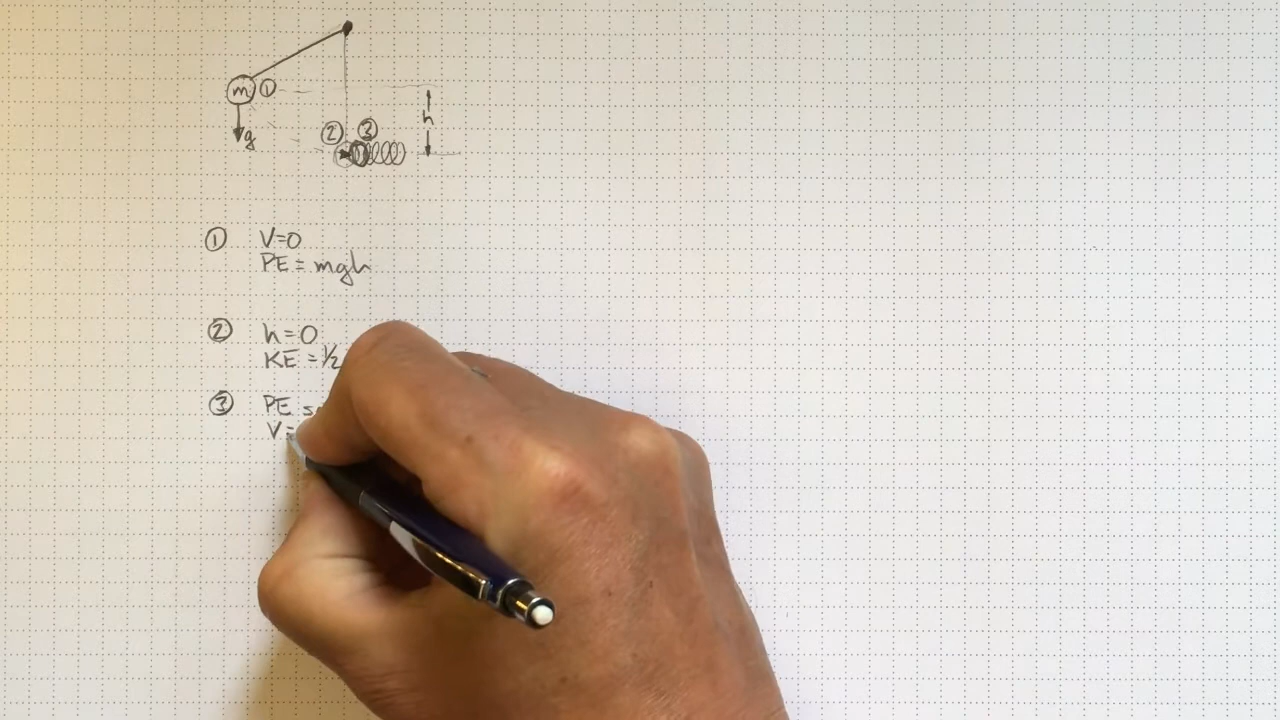 m ①
g
② ③
h
① V=0
PE = mgh
② h=0
KE = ½
③ PE
V=